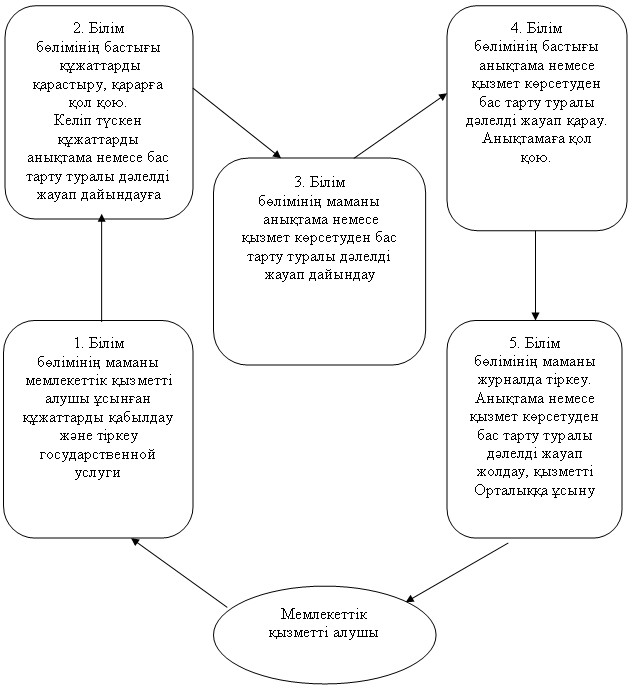 2. Білім
бөлімінің бастығы
құжаттарды
қарастыру, қарарға
қол қою.
Келіп түскен
құжаттарды
анықтама немесе бас
тарту туралы дәлелді
жауап дайындауға
4. Білім
бөлімінің бастығы
анықтама немесе
қызмет көрсетуден
бас тарту туралы
дәлелді жауап қарау.
Анықтамаға қол
қою.
3. Білім
бөлімінің маманы
анықтама немесе
қызмет көрсетуден бас
тарту туралы дәлелді
жауап дайындау
1. Білім
бөлімінің маманы
мемлекеттік қызметті
алушы ұсынған
құжаттарды қабылдау
және тіркеу
государственной
услуги
5. Білім
бөлімінің маманы
журналда тіркеу.
Анықтама немесе
қызмет көрсетуден
бас тарту туралы
дәлелді жауап
жолдау, қызметті
Орталыққа ұсыну
Мемлекеттік
қызметті алушы